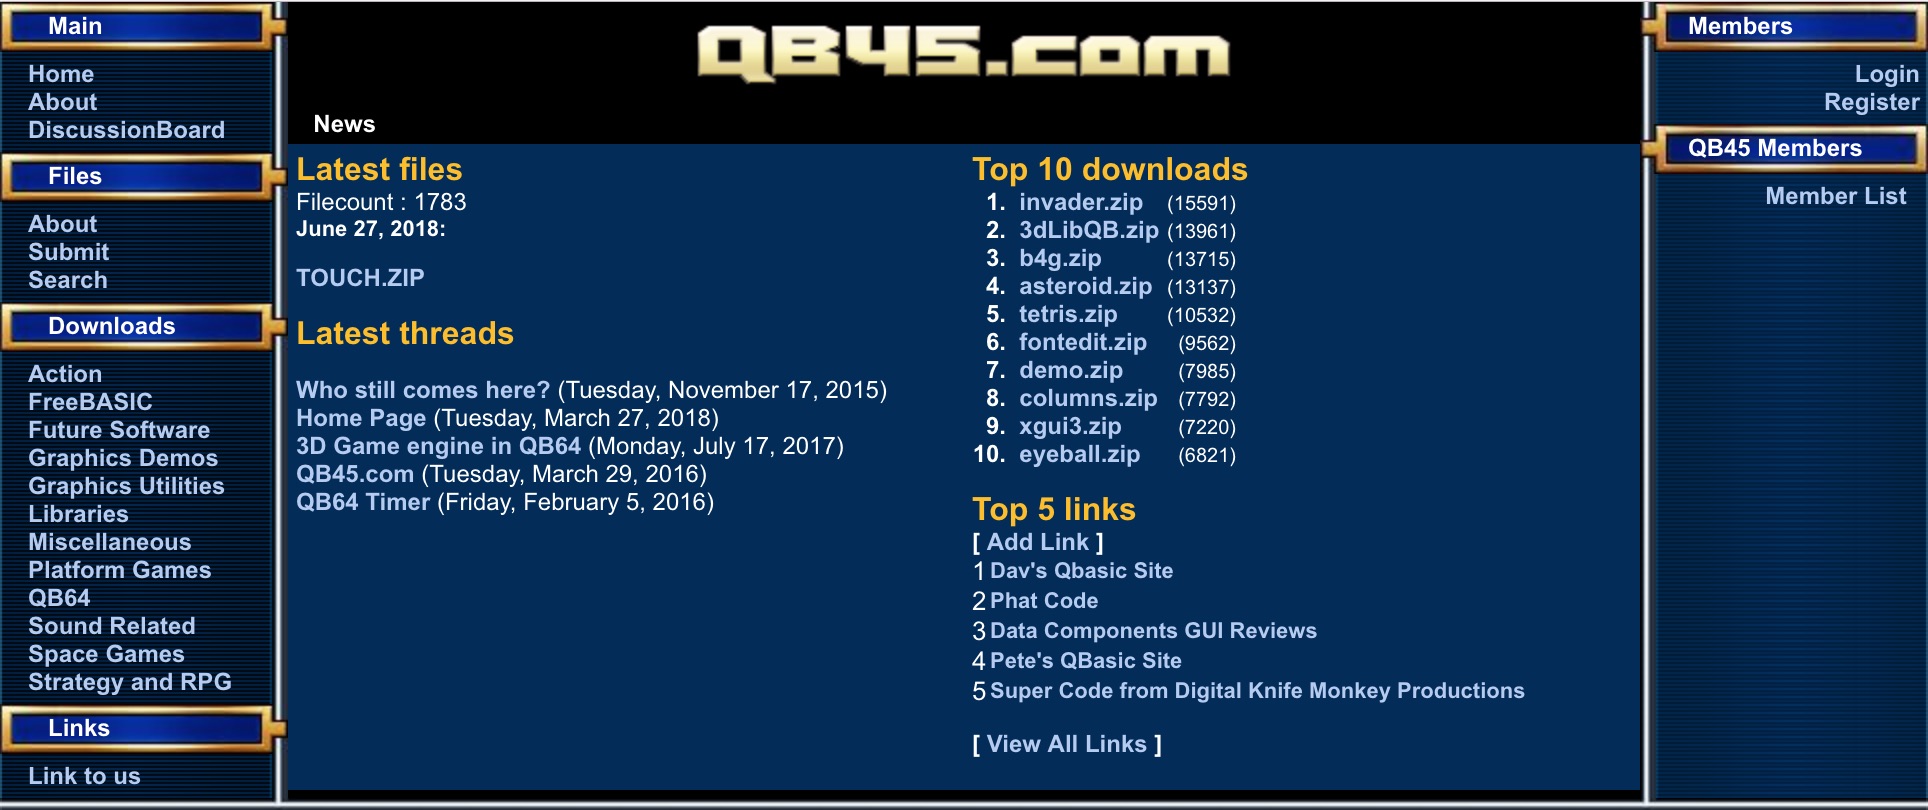 Main
Home
About
DiscussionBoard
Files
About
Submit
Search
Downloads
Action
FreeBASIC
Future Software
Graphics Demos
Graphics Utilities
Libraries
Miscellaneous
Platform Games
QB64
Sound Related
Space Games
Strategy and RPG
Links
Link to us
QB45.com
News
Latest files
Filecount : 1783
June 27, 2018:
TOUCH.ZIP
Latest threads
Who still comes here? (Tuesday, November 17, 2015)
Home Page (Tuesday, March 27, 2018)
3D Game engine in QB64 (Monday, July 17, 2017)
QB45.com (Tuesday, March 29, 2016)
QB64 Timer (Friday, February 5, 2016)
Top 10 downloads
1. invader.zip (15591)
2. 3dLibQB.zip (13961)
3. b4g.zip (13715)
4. asteroid.zip (13137)
5. tetris.zip (10532)
6. fontedit.zip (9562)
7. demo.zip (7985)
8. columns.zip (7792)
9. xgui3.zip (7220)
10. eyeball.zip (6821)
Top 5 links
[ Add Link ]
1 Dav's Qbasic Site
2 Phat Code
3 Data Components GUI Reviews
4 Pete's QBasic Site
5 Super Code from Digital Knife Monkey Productions
[ View All Links ]
Members
Login
Register
QB45 Members
Member List